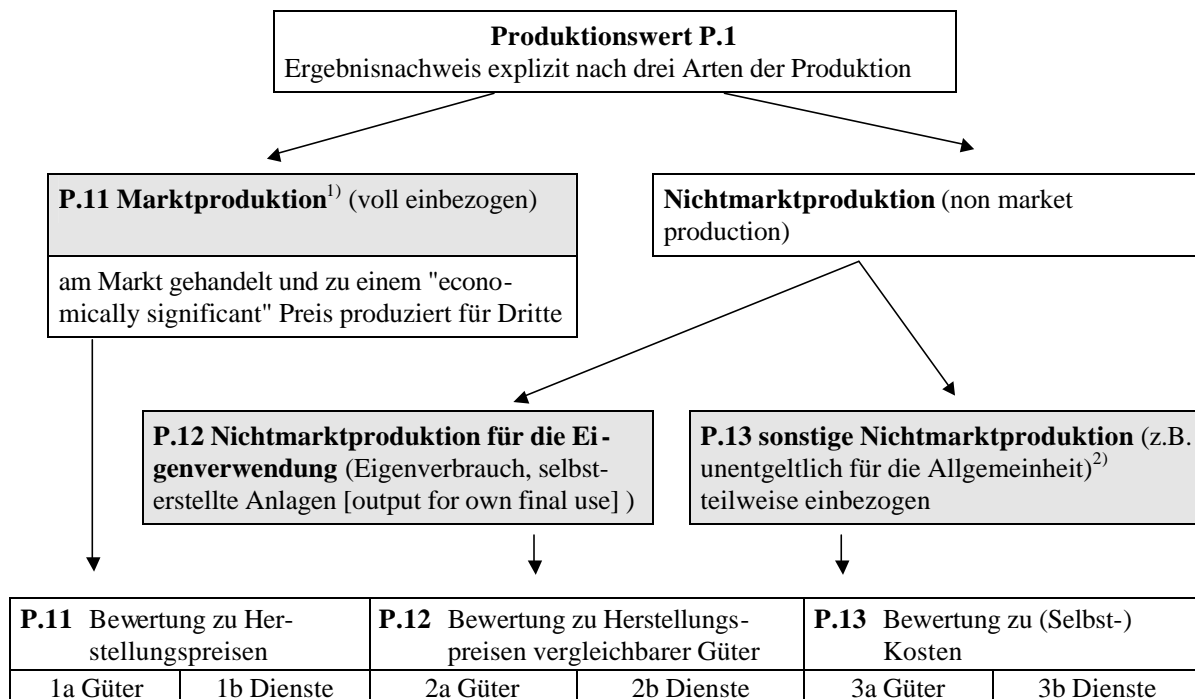 Produktionswert P.1
Ergebnisnachweis explizit nach drei Arten der Produktion
P.11 Marktproduktion1) (voll einbezogen)
am Markt gehandelt und zu einem "econo-
mically significant" Preis produziert für Dritte
Nichtmarktproduktion (non market
production)
P.12 Nichtmarktproduktion für die Ei-
genverwendung (Eigenverbrauch, selbst-
erstellte Anlagen [output for own final use] )
P.13 sonstige Nichtmarktproduktion (z.B.
unentgeltlich für die Allgemeinheit)2)
teilweise einbezogen
P.11 Bewertung zu Her-
stellungspreisen
P.12 Bewertung zu Herstellungs-
preisen vergleichbarer Güter
P.13 Bewertung zu (Selbst-)
Kosten
1a Güter 1b Dienste 2a Güter 2b Dienste 3a Güter 3b Dienste